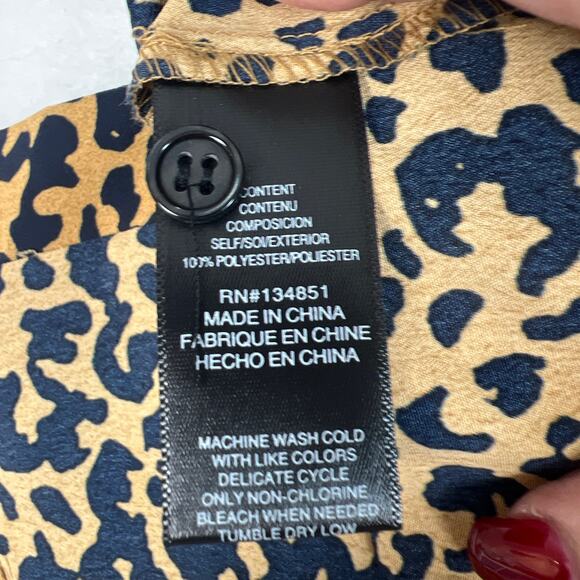 CONTENT
CONTENU
COMPOSICION
SELF/SOI/EXTERIOR
100% POLYESTER/POLIESTER
RN#134851
MADE IN CHINA
FABRIQUE EN CHINE
HECHO EN CHINA
MACHINE WASH COLD
WITH LIKE COLORS
DELICATE CYCLE
ONLY NON-CHLORINE
BLEACH WHEN NEEDED
TUMBLE DRY LOW